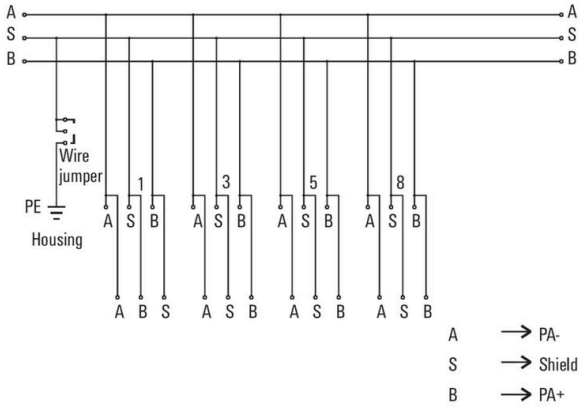 A A
S S
B B
Wire
jumper
PE
Housing
1 3 5 8
A S B A S B A S B A S B
A B S A S B A S B A S B
A → PA-
S → Shield
B → PA+